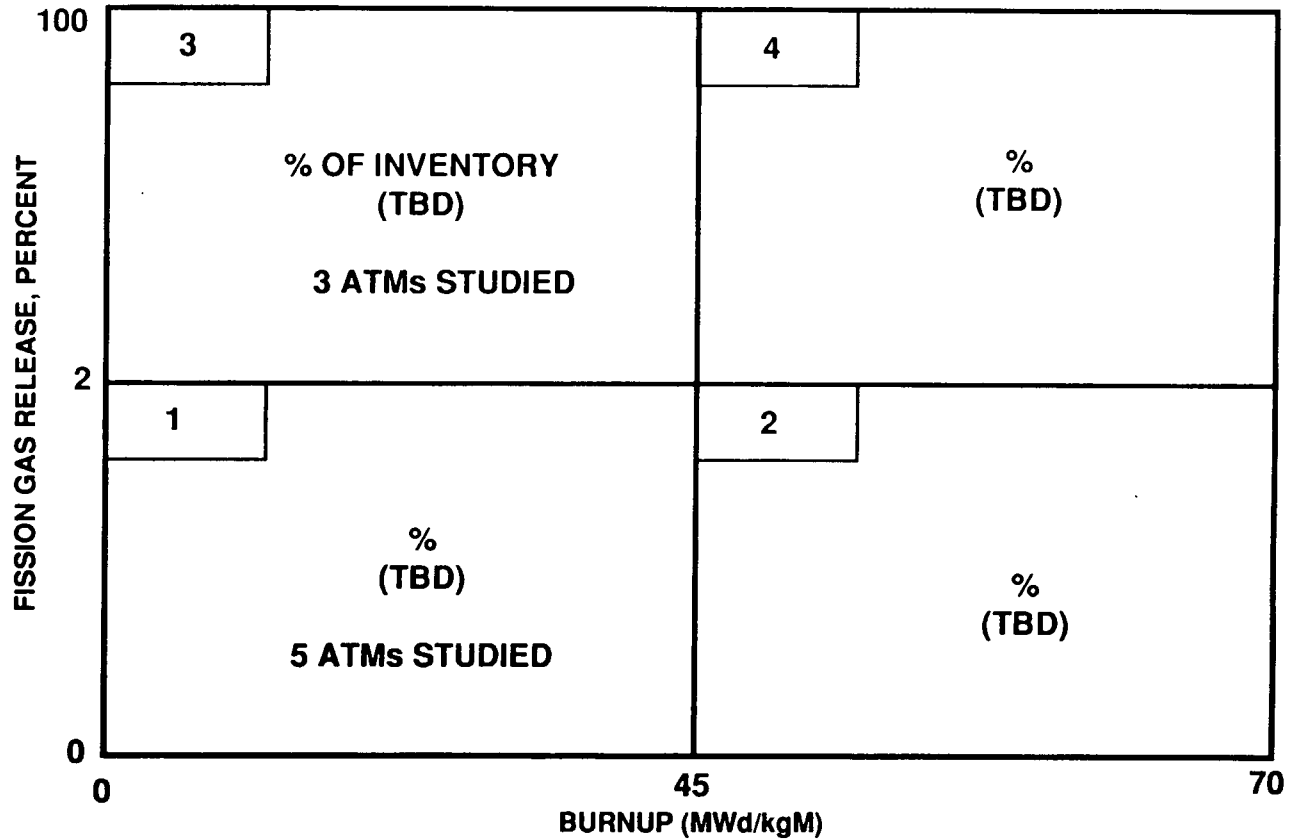 100
3
4
% OF INVENTORY
(TBD)
3 ATMs STUDIED
%
(TBD)
FISSION GAS RELEASE, PERCENT
2
1
2
%
(TBD)
5 ATMs STUDIED
%
(TBD)
0
0
45
70
BURNUP (MWd/kgM)